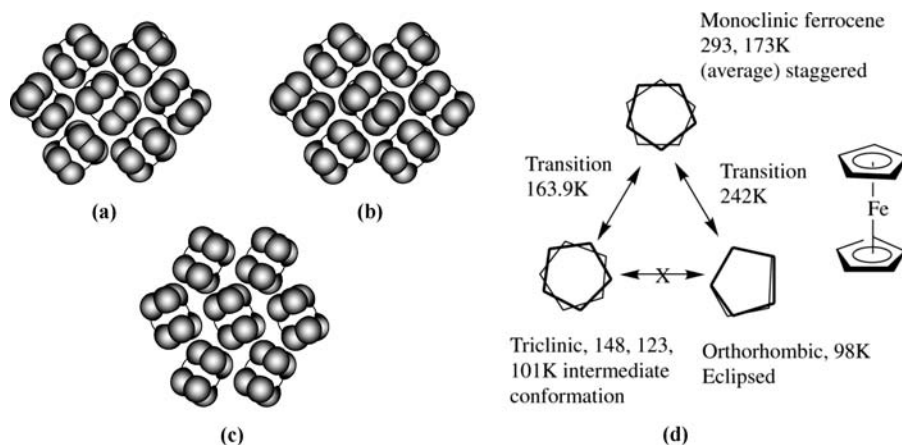 (a)
(b)
(c)
Monoclinic ferrocene
293, 173K
(average) staggered
Transition
163.9K
Transition
242K
Fe
X
Triclinic, 148, 123,
101K intermediate
conformation
Orthorhombic, 98K
Eclipsed
(d)